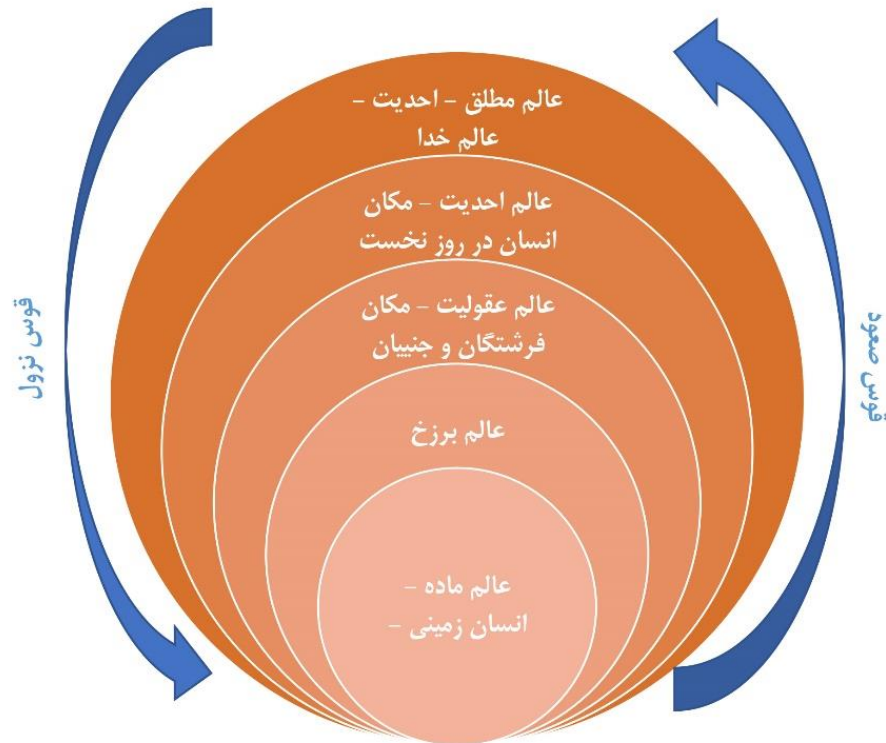 عالم مطلق – احدیت –
عالم خدا
عالم احدیت – مکان
انسان در روز نخست
عالم عقولیت – مکان
فرشتگان و جنییان
عالم برزخ
عالم ماده –
انسان زمینی –
قوس صعود
قوس نزول